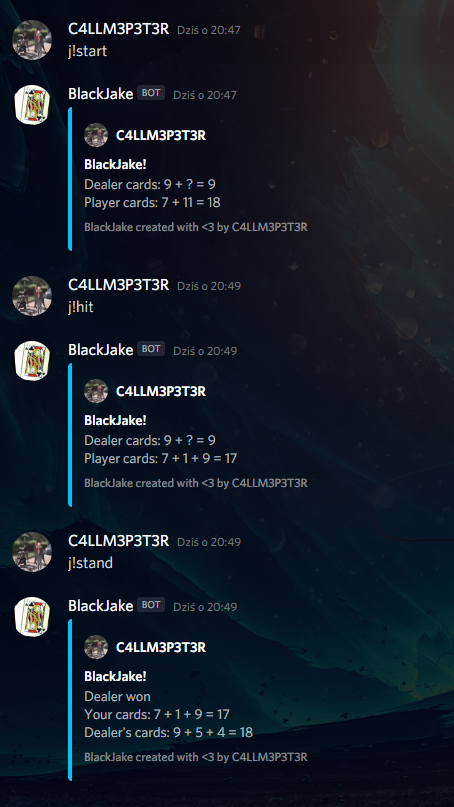 C4LLM3P3T3R Dziś o 20:47
j!start
BlackJake BOT Dziś o 20:47
C4LLM3P3T3R
BlackJake!
Dealer cards: 9 + ? = 9
Player cards: 7 + 11 = 18
BlackJake created with <3 by C4LLM3P3T3R
C4LLM3P3T3R Dziś o 20:49
j!hit
BlackJake BOT Dziś o 20:49
C4LLM3P3T3R
BlackJake!
Dealer cards: 9 + ? = 9
Player cards: 7 + 1 + 9 = 17
BlackJake created with <3 by C4LLM3P3T3R
C4LLM3P3T3R Dziś o 20:49
j!stand
BlackJake BOT Dziś o 20:49
C4LLM3P3T3R
BlackJake!
Dealer won
Your cards: 7 + 1 + 9 = 17
Dealer's cards: 9 + 5 + 4 = 18
BlackJake created with <3 by C4LLM3P3T3R